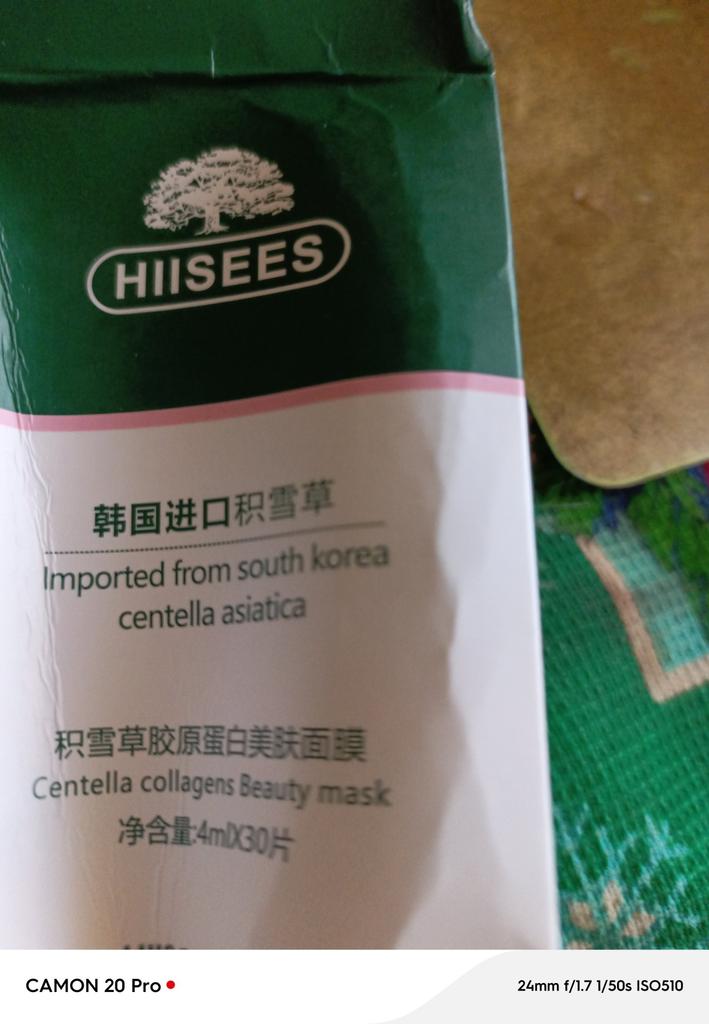 HIISEES
韩国进口积雪草
Imported from south korea
centella asiatica
积雪草胶原蛋白美肤面膜
Centella collagens Beauty mask
净含量:4mlX30片
CAMON 20 Pro
24mm f/1.7 1/50s ISO510